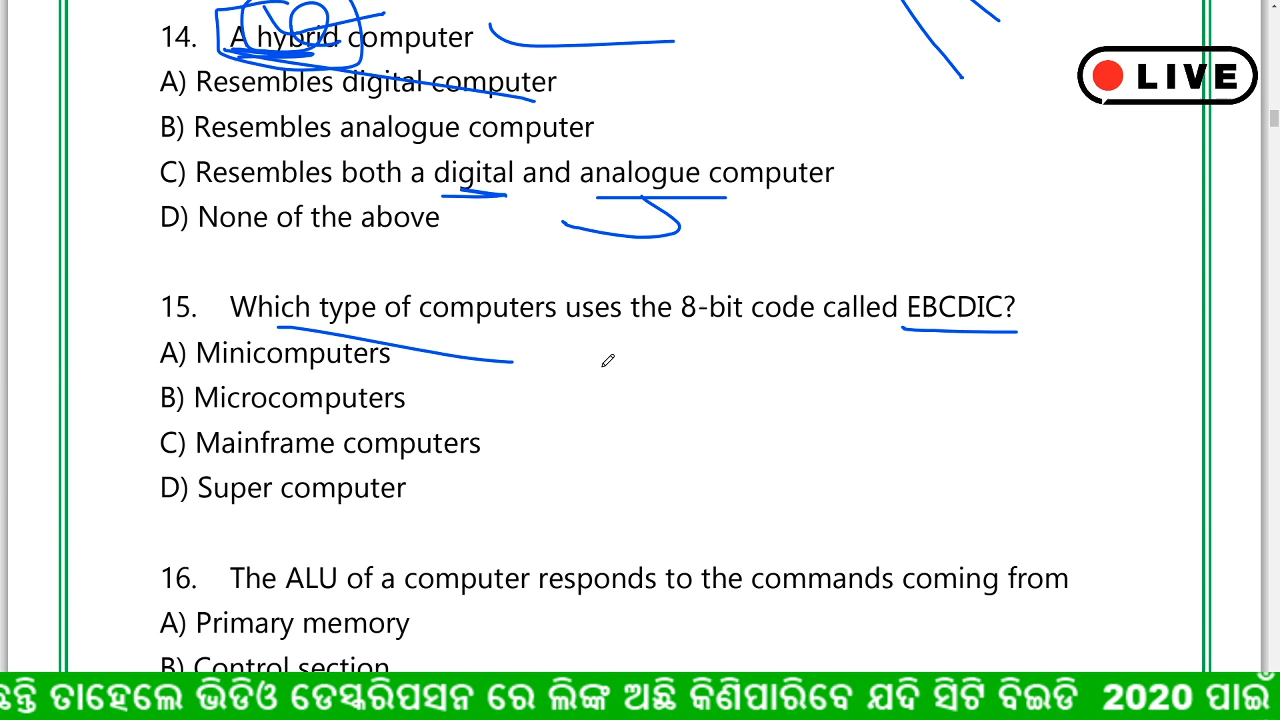 14. A hybrid computer
A) Resembles digital computer
LIVE
B) Resembles analogue computer
C) Resembles both a digital and analogue computer
D) None of the above
15. Which type of computers uses the 8-bit code called EBCDIC?
A) Minicomputers
B) Microcomputers
C) Mainframe computers
D) Super computer
16. The ALU of a computer responds to the commands coming from
A) Primary memory
B) Control section
ଛନ୍ତି ତାହେଲେ ଭିଡିଓ ଡେସ୍କରିପସନ ରେ ଲିଙ୍କ ଅଛି କିଣିପାରିବେ ଯଦି ସିଟି ବିଇଡି 2020 ପାଇଁ